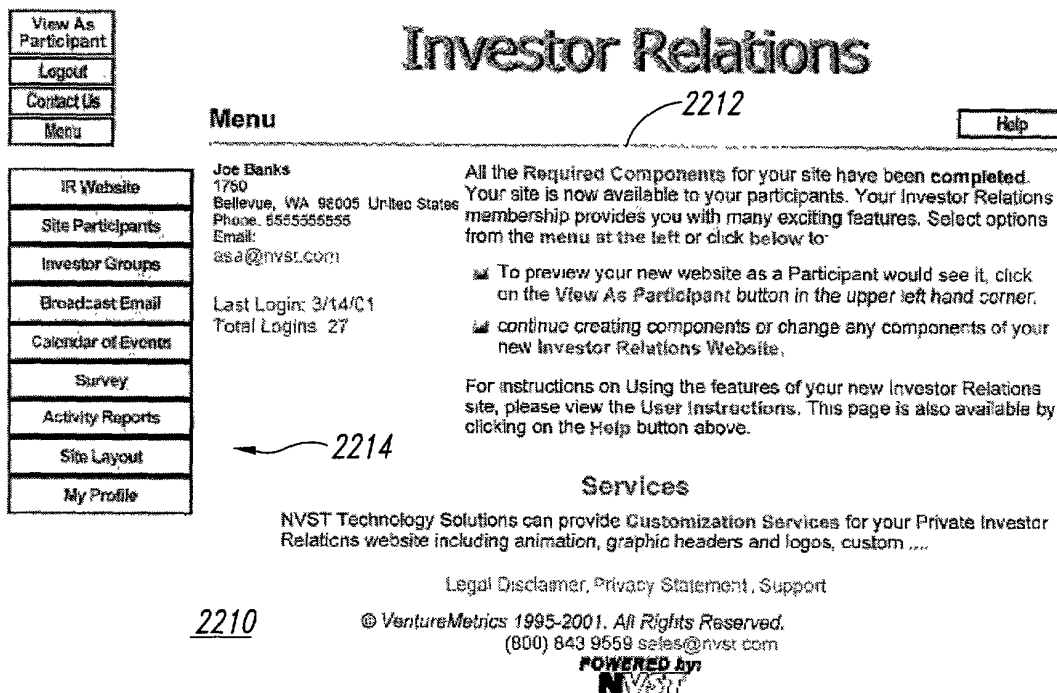 View As
Participant
Logout
Contact Us
Menu
Investor Relations
Menu
2212
Help
IR Website
Site Participants
Investor Groups
Broadcast Email
Calendar of Events
Survey
Activity Reports
Site Layout
My Profile
Joe Banks
1750
Bellevue, WA 98005 United States
Phone. 5555555555
Email:
asa@nvst.com
Last Login: 3/14/01
Total Logins 27
All the Required Components for your site have been completed.
Your site is now available to your participants. Your Investor Relations
membership provides you with many exciting features. Select options
from the menu at the left or click below to
To preview your new website as a Participant would see it, click
on the View As Participant button in the upper left hand corner.
continue creating components or change any components of your
new Investor Relations Website.
For instructions on Using the features of your new Investor Relations
site, please view the User Instructions. This page is also available by
clicking on the Help button above.
2214
Services
NVST Technology Solutions can provide Customization Services for your Private Investor
Relations website including animation, graphic headers and logos, custom ....
Legal Disclaimer, Privacy Statement, Support
2210
© VentureMetrics 1995-2001. All Rights Reserved.
(800) 843 9559 sales@nvst com
POWERED by:
NVST